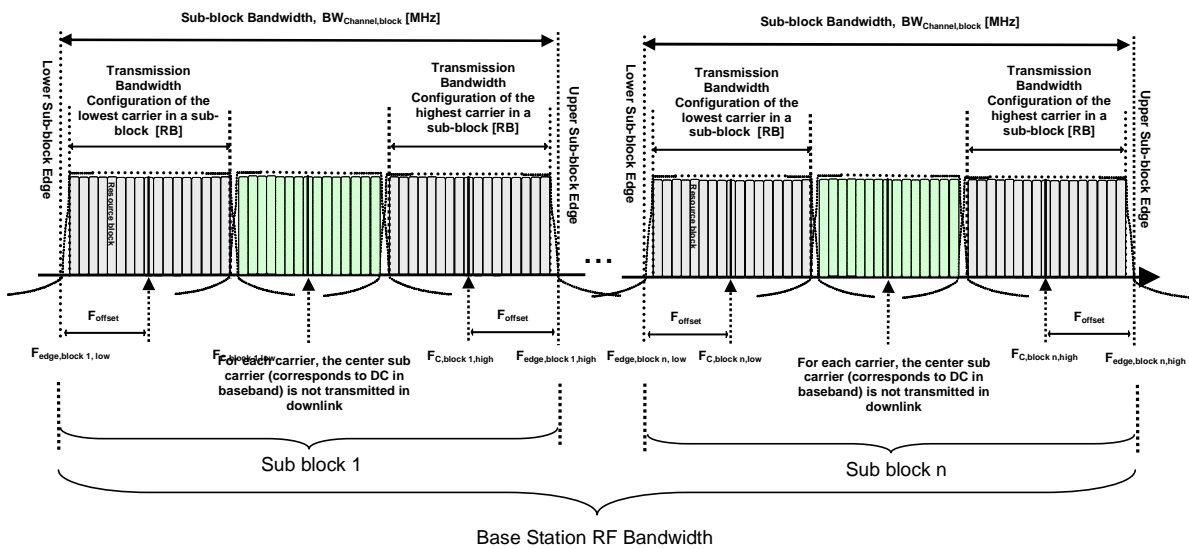 Sub-block Bandwidth, BWChannel,block [MHz]
Sub-block Bandwidth, BWChannel,block [MHz]
Lower Sub-block Edge
Transmission
Bandwidth
Configuration of the
lowest carrier in a sub-
block [RB]
Transmission
Bandwidth
Configuration of the
highest carrier in a
sub-block [RB]
Upper Sub-block Edge
Lower Sub-block Edge
Transmission
Bandwidth
Configuration of the
lowest carrier in a
sub-block [RB]
Transmission
Bandwidth
Configuration of the
highest carrier in a
sub-block [RB]
Upper Sub-block Edge
Resource block
Resource block
...
Foffset
Foffset
Foffset
Foffset
Fedge,block 1, low
FC,block 1,low
FC,block 1,high
Fedge,block 1,high
Fedge,block n, low
FC,block n,low
FC,block n,high
Fedge,block n,high
For each carrier, the center sub
carrier (corresponds to DC in
baseband) is not transmitted in
downlink
For each carrier, the center sub
carrier (corresponds to DC in
baseband) is not transmitted in
downlink
Sub block 1
Sub block n
Base Station RF Bandwidth